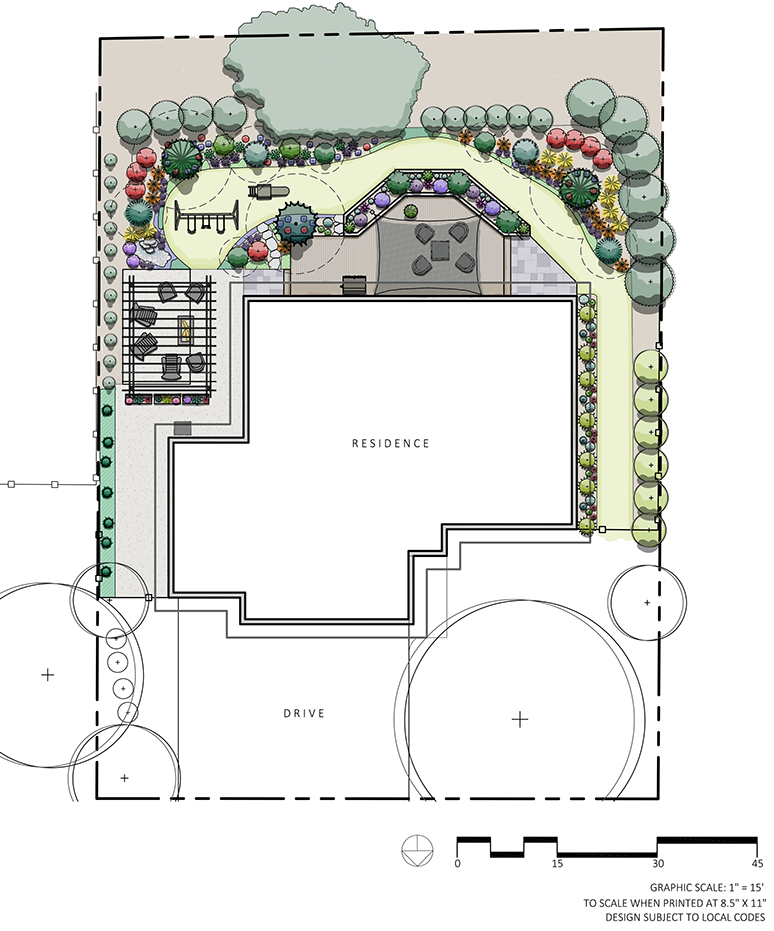 RESIDENCE
DRIVE
0 15 30 45
GRAPHIC SCALE: 1" = 15'
TO SCALE WHEN PRINTED AT 8.5" X 11"
DESIGN SUBJECT TO LOCAL CODES